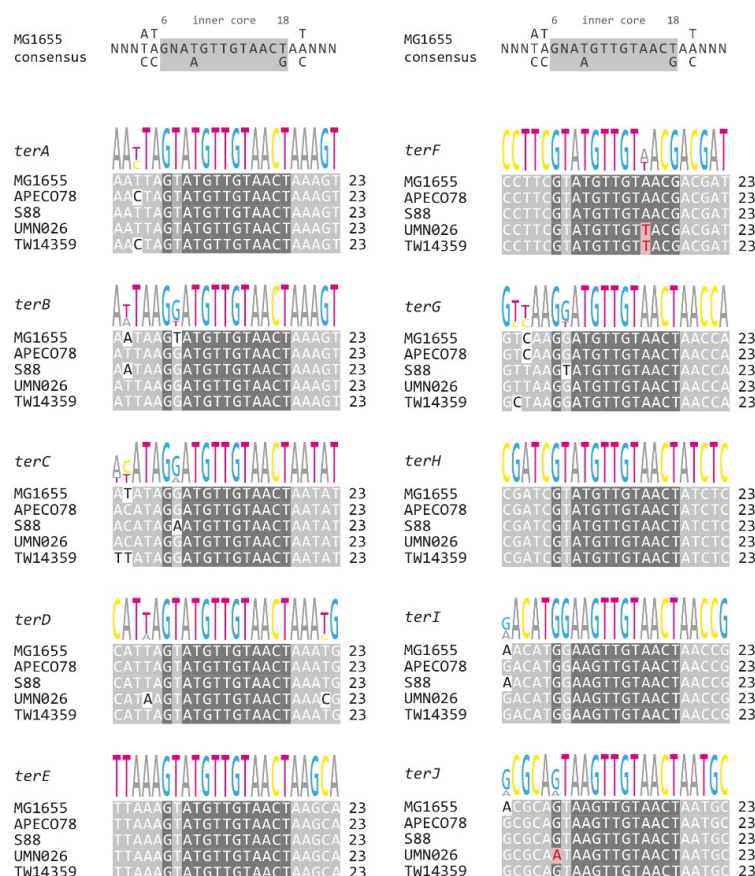 6 inner core 18
AT T
MG1655 consensus NNNTAGNATGTTGTAACTAANNN
CC A G C
terA
MG1655 AATTAGTATGTTGTAACTAAAGT 23
APECO78 AACTAGTATGTTGTAACTAAAGT 23
S88 AATTAGTATGTTGTAACTAAAGT 23
UMN026 AATTAGTATGTTGTAACTAAAGT 23
TW14359 AACTAGTATGTTGTAACTAAAGT 23
terB
MG1655 AATAAGTATGTTGTAACTAAAGT 23
APECO78 ATTAAGGATGTTGTAACTAAAGT 23
S88 AATAAGGATGTTGTAACTAAAGT 23
UMN026 ATTAAGGATGTTGTAACTAAAGT 23
TW14359 ATTAAGGATGTTGTAACTAAAGT 23
terC
MG1655 ATATAGGATGTTGTAACTAATAT 23
APECO78 ACATAGGATGTTGTAACTAATAT 23
S88 ACATAGAATGTTGTAACTAATAT 23
UMN026 ACATAGGATGTTGTAACTAATAT 23
TW14359 TTATAGGATGTTGTAACTAATAT 23
terD
MG1655 CATTAGTATGTTGTAACTAAATG 23
APECO78 CATTAGTATGTTGTAACTAAATG 23
S88 CATTAGTATGTTGTAACTAAATG 23
UMN026 CATAAGTATGTTGTAACTAAACG 23
TW14359 CATTAGTATGTTGTAACTAAATG 23
terE
MG1655 TTAAAGTATGTTGTAACTAAGCA 23
APECO78 TTAAAGTATGTTGTAACTAAGCA 23
S88 TTAAAGTATGTTGTAACTAAGCA 23
UMN026 TTAAAGTATGTTGTAACTAAGCA 23
TW14359 TTAAAGTATGTTGTAACTAAGCA 23
6 inner core 18
AT T
MG1655 consensus NNNTAGNATGTTGTAACTAANNN
CC A G C
terF
MG1655 CCTTCGTATGTTGTAACGACGAT 23
APECO78 CCTTCGTATGTTGTAACGACGAT 23
S88 CCTTCGTATGTTGTAACGACGAT 23
UMN026 CCTTCGTATGTTGTTACGACGAT 23
TW14359 CCTTCGTATGTTGTTACGACGAT 23
terG
MG1655 GTCAAGGATGTTGTAACTAACCA 23
APECO78 GTCAAGGATGTTGTAACTAACCA 23
S88 GTTAAGTATGTTGTAACTAACCA 23
UMN026 GTTAAGGATGTTGTAACTAACCA 23
TW14359 GCTAAGGATGTTGTAACTAACCA 23
terH
MG1655 CGATCGTATGTTGTAACTATCTC 23
APECO78 CGATCGTATGTTGTAACTATCTC 23
S88 CGATCGTATGTTGTAACTATCTC 23
UMN026 CGATCGTATGTTGTAACTATCTC 23
TW14359 CGATCGTATGTTGTAACTATCTC 23
terI
MG1655 AACATGGAAGTTGTAACTAACCG 23
APECO78 GACATGGAAGTTGTAACTAACCG 23
S88 AACATGGAAGTTGTAACTAACCG 23
UMN026 GACATGGAAGTTGTAACTAACCG 23
TW14359 GACATGGAAGTTGTAACTAACCG 23
terJ
MG1655 ACGCAGTAAGTTGTAACTAATGC 23
APECO78 GCGCAGTAAGTTGTAACTAATGC 23
S88 GCGCAGTAAGTTGTAACTAATGC 23
UMN026 GCGCAATAAGTTGTAACTAATGC 23
TW14359 GCGCAGTAAGTTGTAACTAATGC 23